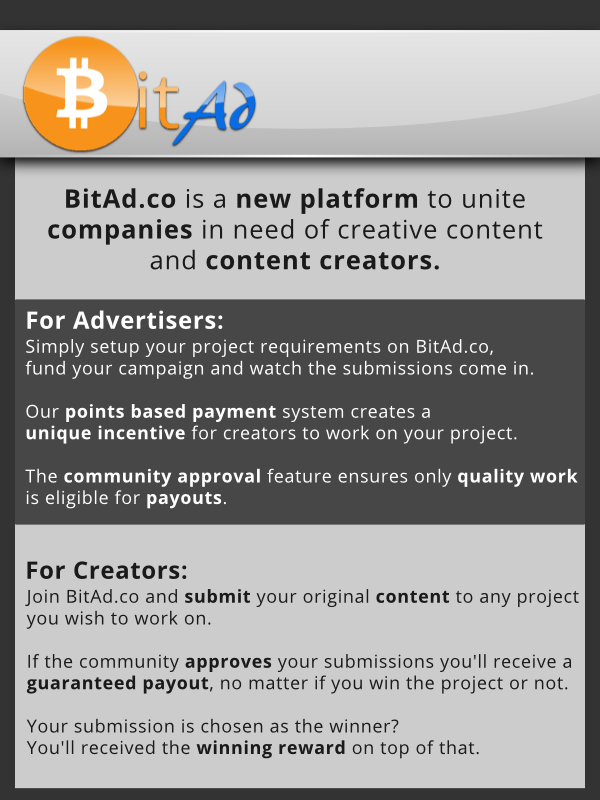 BitAd
BitAd.co is a new platform to unite
companies in need of creative content
and content creators.
For Advertisers:
Simply setup your project requirements on BitAd.co,
fund your campaign and watch the submissions come in.
Our points based payment system creates a
unique incentive for creators to work on your project.
The community approval feature ensures only quality work
is eligible for payouts.
For Creators:
Join BitAd.co and submit your original content to any project
you wish to work on.
If the community approves your submissions you'll receive a
guaranteed payout, no matter if you win the project or not.
Your submission is chosen as the winner?
You'll received the winning reward on top of that.